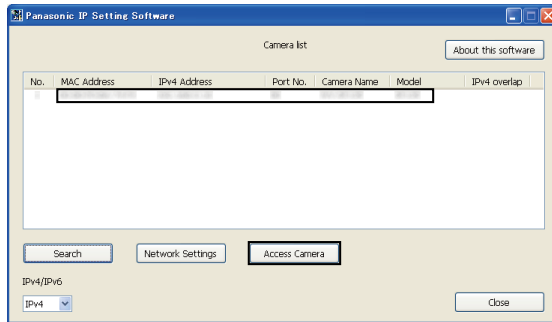 Panasonic IP Setting Software
Camera list
About this software
No. MAC Address IPv4 Address Port No. Camera Name Model IPv4 overlap
Search Network Settings Access Camera
IPv4/IPv6
IPv4 Close